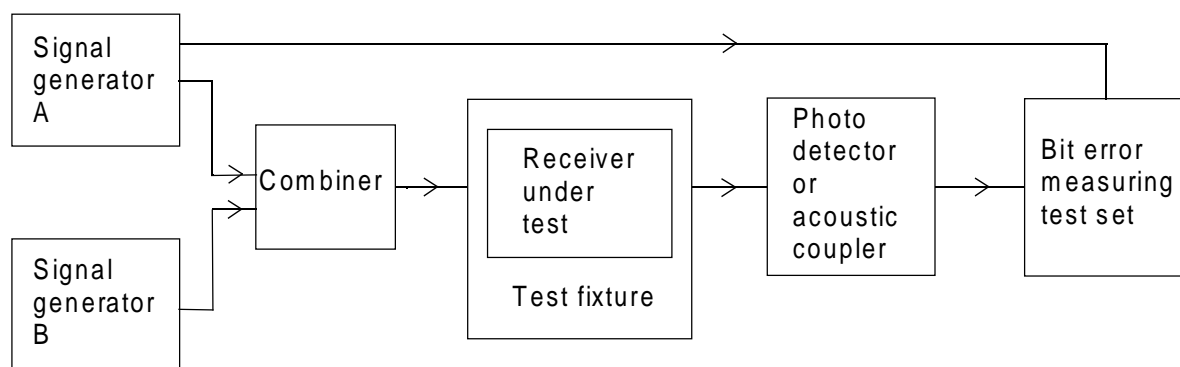 Signal
generator
A
Combiner
Signal
generator
B
Receiver
under
test
Test fixture
Photo
detector
or
acoustic
coupler
Bit error
measuring
test set